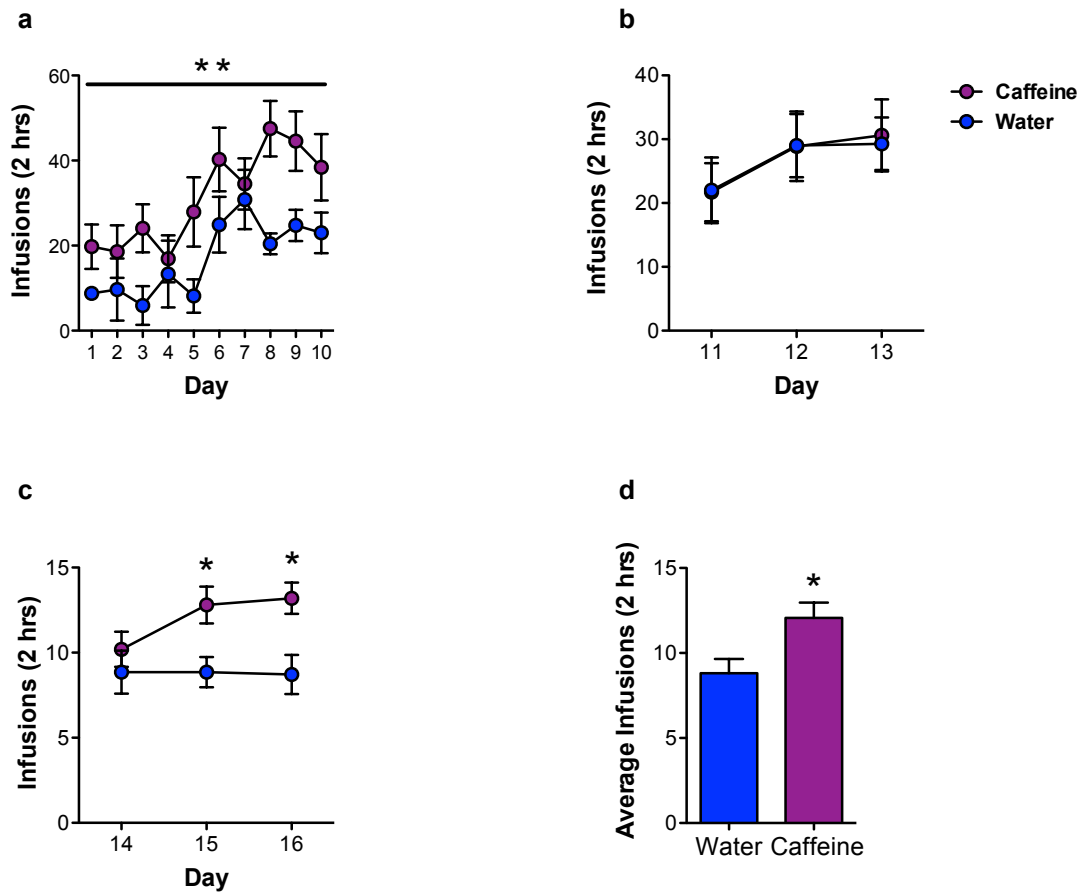 a
* *
60
40
20
0
Infusions (2 hrs)
1 2 3 4 5 6 7 8 9 10
Day
b
40
30
20
10
0
Infusions (2 hrs)
11 12 13
Day
Caffeine
Water
c
* *
15
10
5
0
Infusions (2 hrs)
14 15 16
Day
d
*
15
10
5
0
Average Infusions (2 hrs)
Water Caffeine